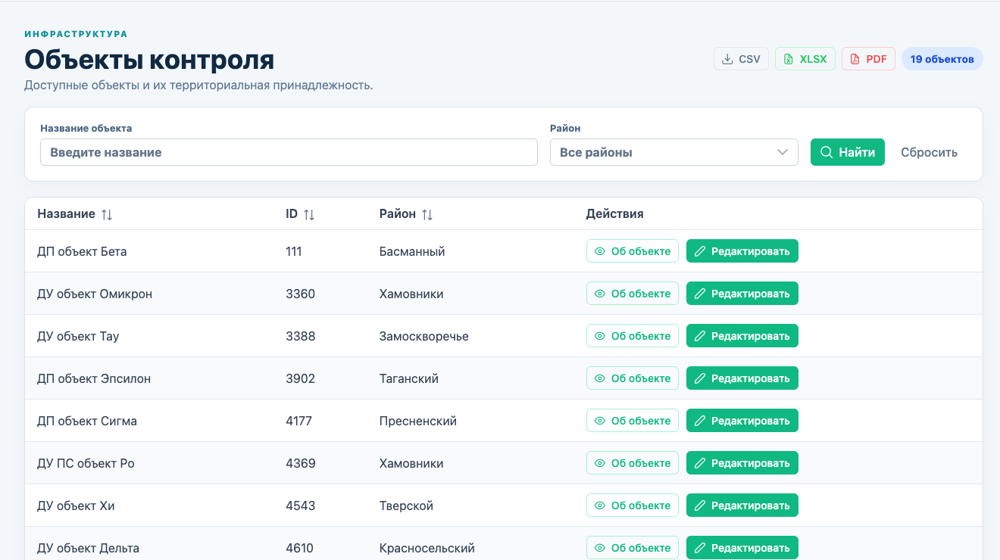 ИНФРАСТРУКТУРА
Объекты контроля
CSV XLSX PDF 19 объектов
Доступные объекты и их территориальная принадлежность.
Название объекта Район
Введите название Все районы Найти Сбросить
Название ID Район Действия
ДП объект Бета 111 Басманный Об объекте Редактировать
ДУ объект Омикрон 3360 Хамовники Об объекте Редактировать
ДУ объект Тау 3388 Замоскворечье Об объекте Редактировать
ДП объект Эпсилон 3902 Таганский Об объекте Редактировать
ДП объект Сигма 4177 Пресненский Об объекте Редактировать
ДУ ПС объект Ро 4369 Хамовники Об объекте Редактировать
ДУ объект Хи 4543 Тверской Об объекте Редактировать
ДУ объект Дельта 4610 Красносельский Об объекте Редактировать